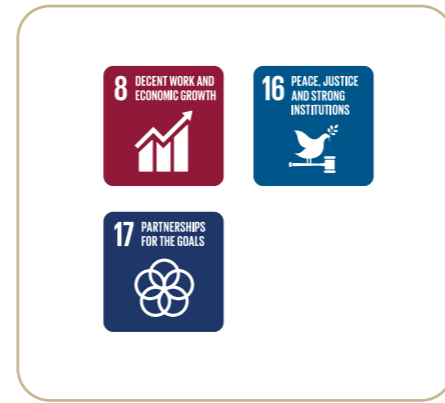 8 DECENT WORK AND
ECONOMIC GROWTH
16 PEACE, JUSTICE
AND STRONG
INSTITUTIONS
17 PARTNERSHIPS
FOR THE GOALS